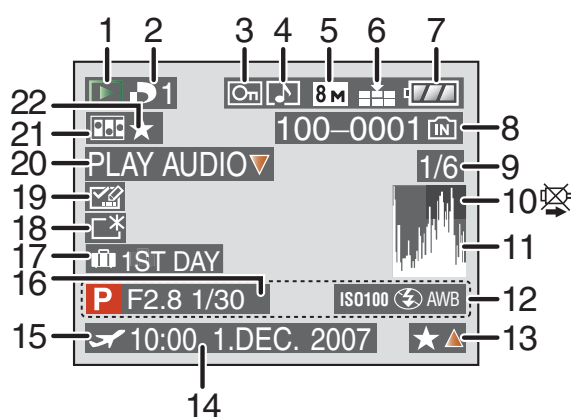 1 2 3 4 5 6 7
1 8M
22
21 100–0001 IN 8
20 PLAY AUDIO 1/6 9
19 10
18 11
17 1ST DAY
16 P F2.8 1/30 ISO100 AWB 12
15 10:00 1.DEC. 2007 13
14